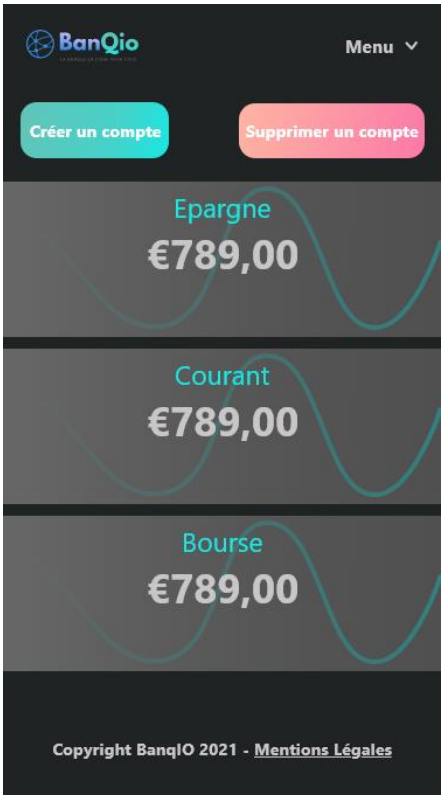 BanQio
Menu
Créer un compte
Supprimer un compte
Epargne
€789,00
Courant
€789,00
Bourse
€789,00
Copyright BanqIO 2021 - Mentions Légales